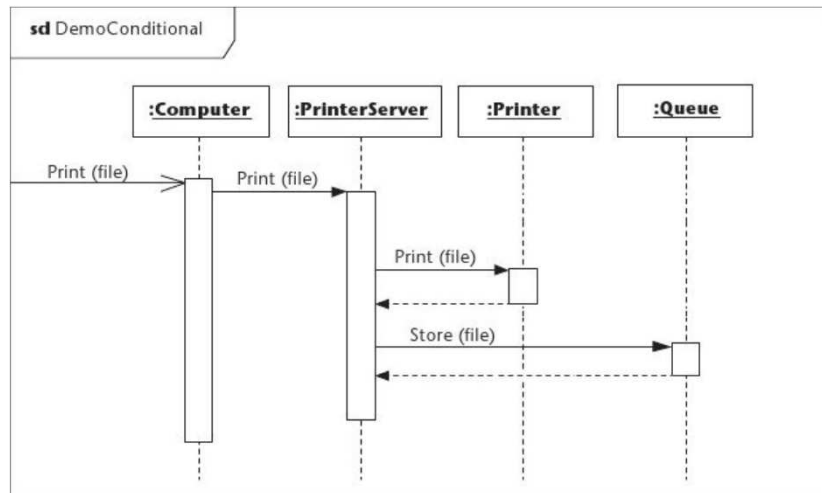 sd DemoConditional
:Computer
:PrinterServer
:Printer
:Queue
Print (file)
Print (file)
Print (file)
Store (file)